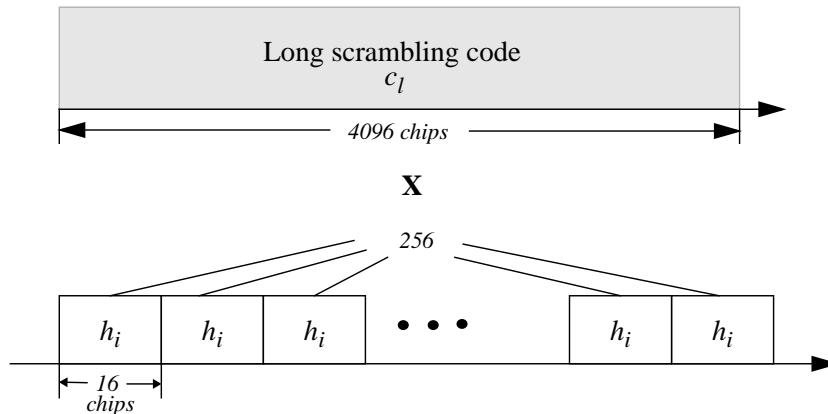 Long scrambling code
c_l
4096 chips
X
256
h_i h_i h_i • • • h_i h_i
16
chips